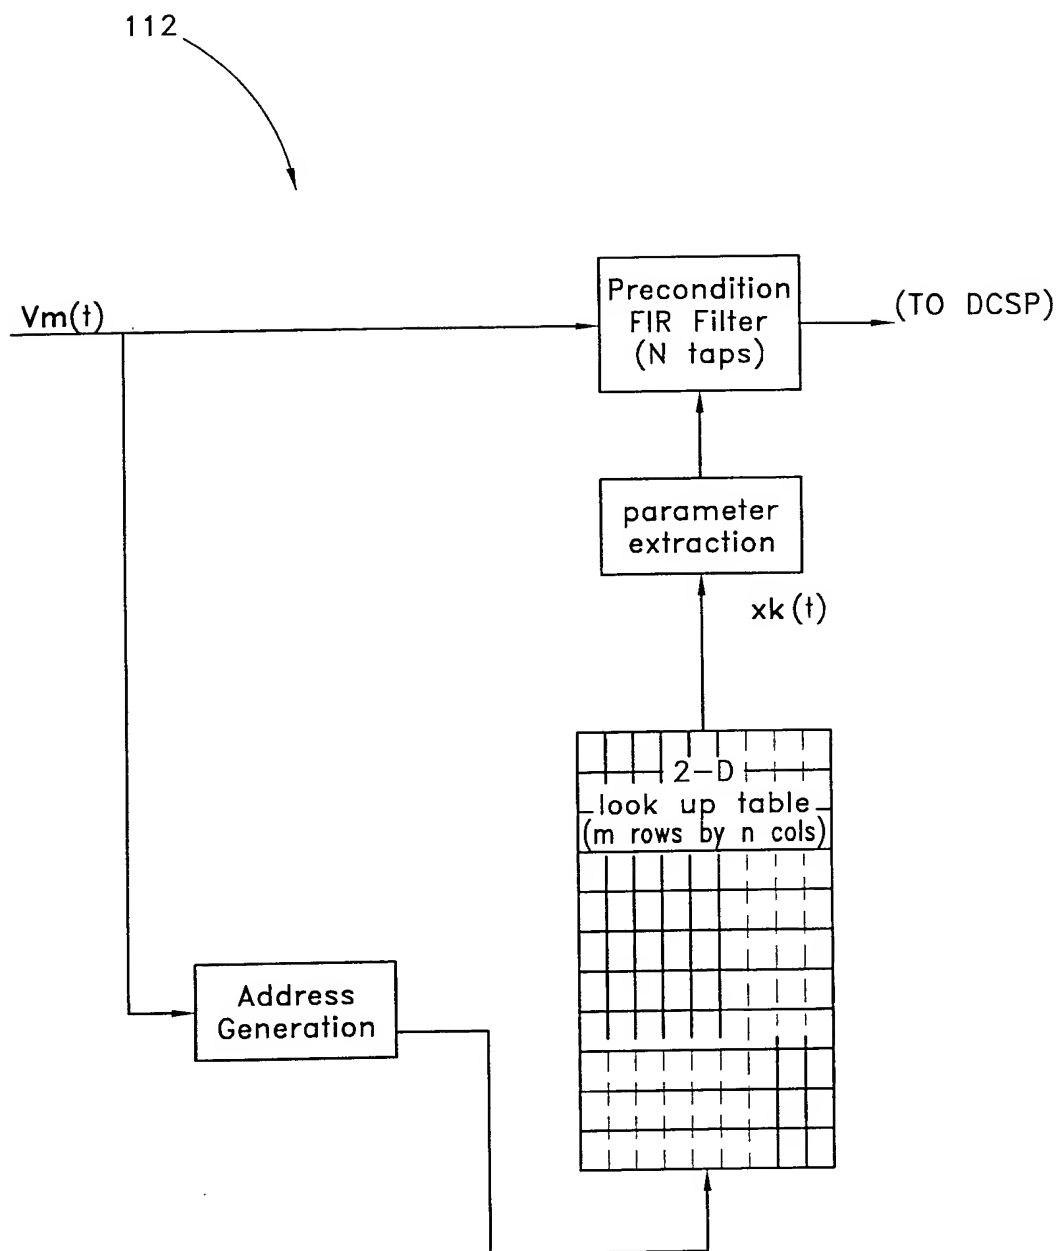 112
Vm(t)
Precondition
FIR Filter
(N taps)
(TO DCSP)
parameter
extraction
xk(t)
2-D
look up table
(m rows by n cols)
Address
Generation